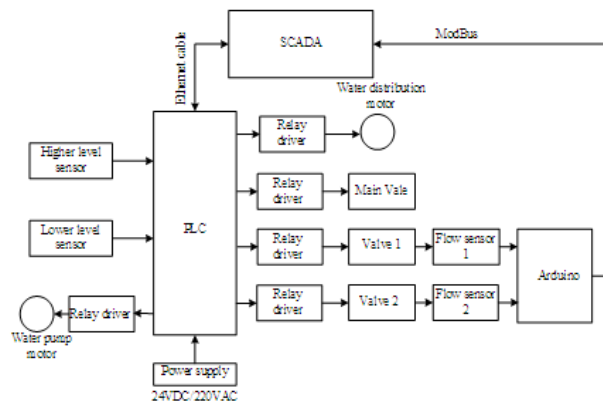 SCADA
ModBus
Ethernet cable
Water distribution
motor
Relay
driver
Higher level
sensor
Relay
driver
Main Vale
PLC
Lower level
sensor
Relay
driver
Valve 1
Flow sensor
1
Arduino
Relay
driver
Valve 2
Flow sensor
2
Relay driver
Water pump
motor
Power supply
24VDC/220VAC